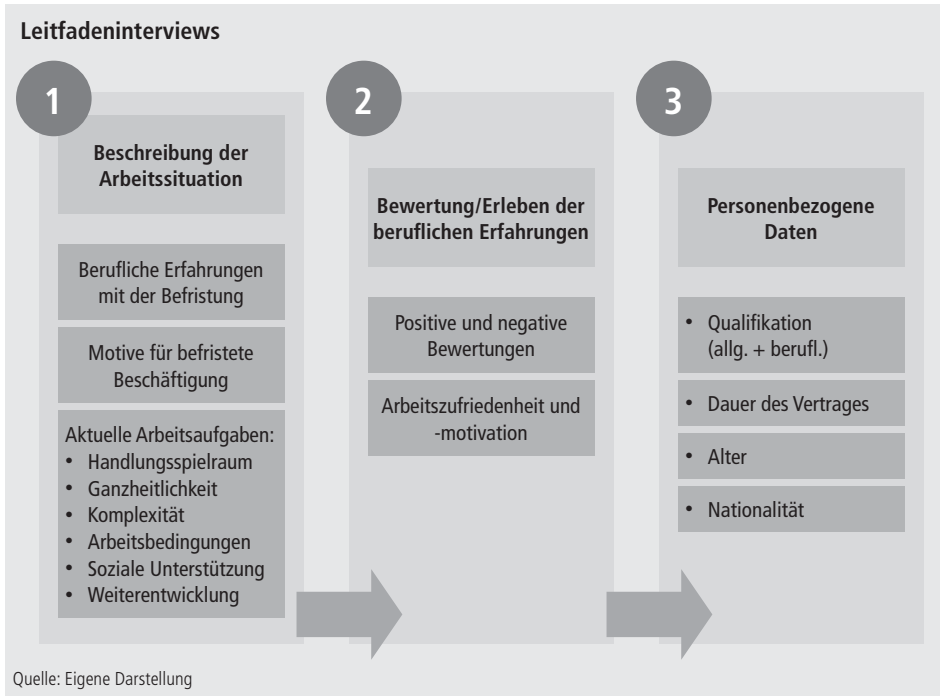 Leitfadeninterviews
1
Beschreibung der
Arbeitssituation
Berufliche Erfahrungen
mit der Befristung
Motive für befristete
Beschäftigung
Aktuelle Arbeitsaufgaben:
• Handlungsspielraum
• Ganzheitlichkeit
• Komplexität
• Arbeitsbedingungen
• Soziale Unterstützung
• Weiterentwicklung
2
Bewertung/Erleben der
beruflichen Erfahrungen
Positive und negative
Bewertungen
Arbeitszufriedenheit und
-motivation
3
Personenbezogene
Daten
• Qualifikation
(allg. + berufl.)
• Dauer des Vertrages
• Alter
• Nationalität
Quelle: Eigene Darstellung